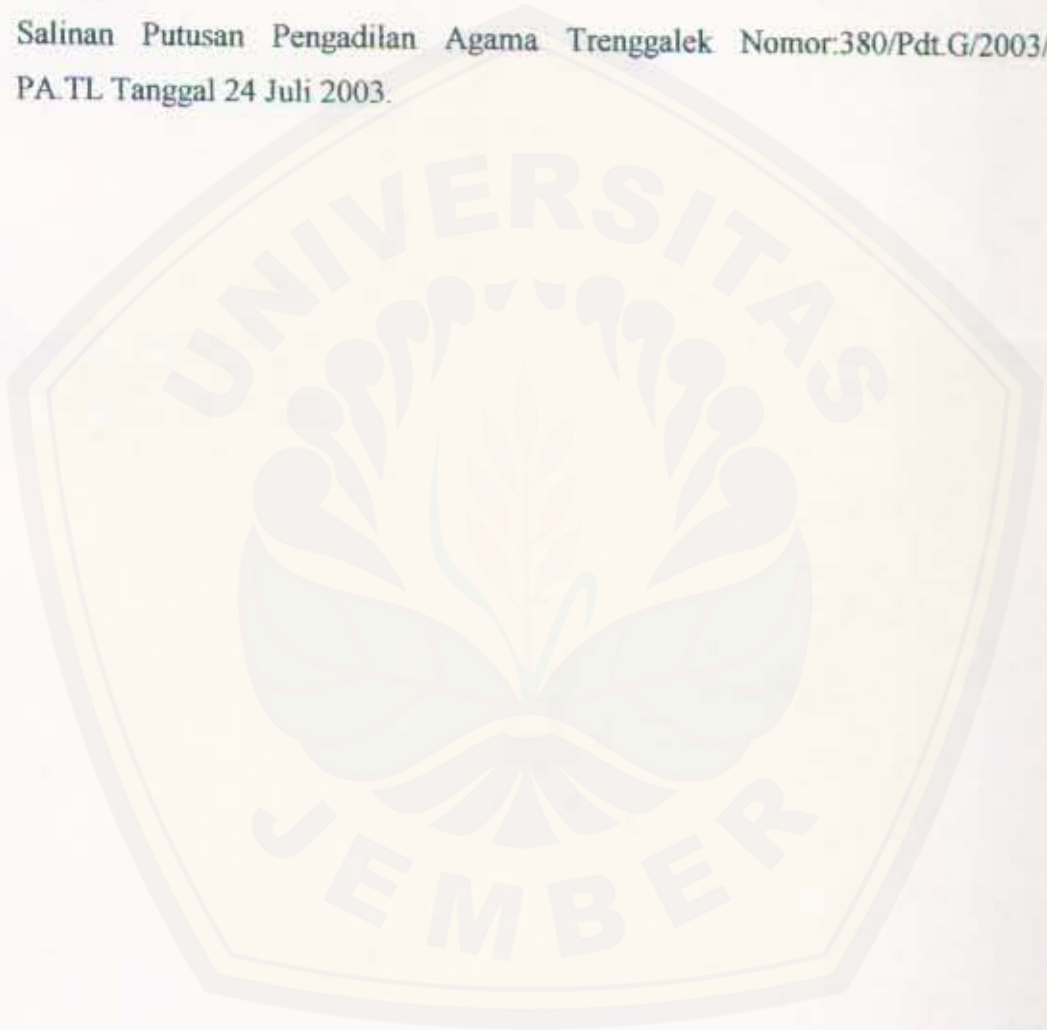 Salinan Putusan Pengadilan Agama Trenggalek Nomor:380/Pdt.G/2003/
PA.TL Tanggal 24 Juli 2003.
UNIVERSITAS
JEMBER